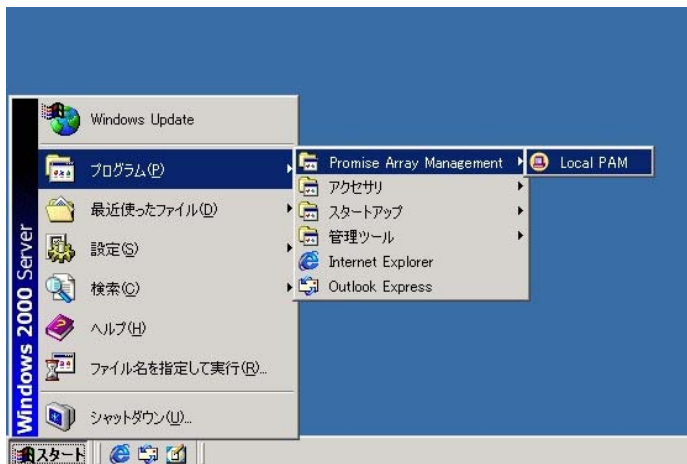 Windows Update
プログラム(P)
最近使ったファイル(D)
設定(S)
検索(C)
ヘルプ(H)
ファイル名を指定して実行(R)...
シャットダウン(U)...
Windows 2000 Server
Promise Array Management
アクセサリ
スタートアップ
管理ツール
Internet Explorer
Outlook Express
Local PAM
スタート